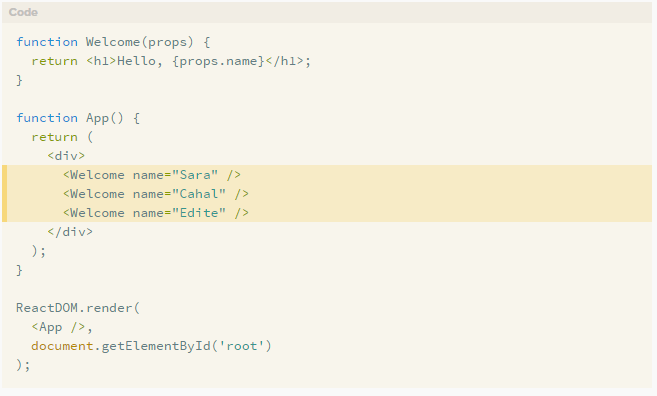 Code
function Welcome(props) {
  return <h1>Hello, {props.name}</h1>;
}

function App() {
  return (
    <div>
      <Welcome name="Sara" />
      <Welcome name="Cahal" />
      <Welcome name="Edite" />
    </div>
  );
}

ReactDOM.render(
  <App />,
  document.getElementById('root')
);